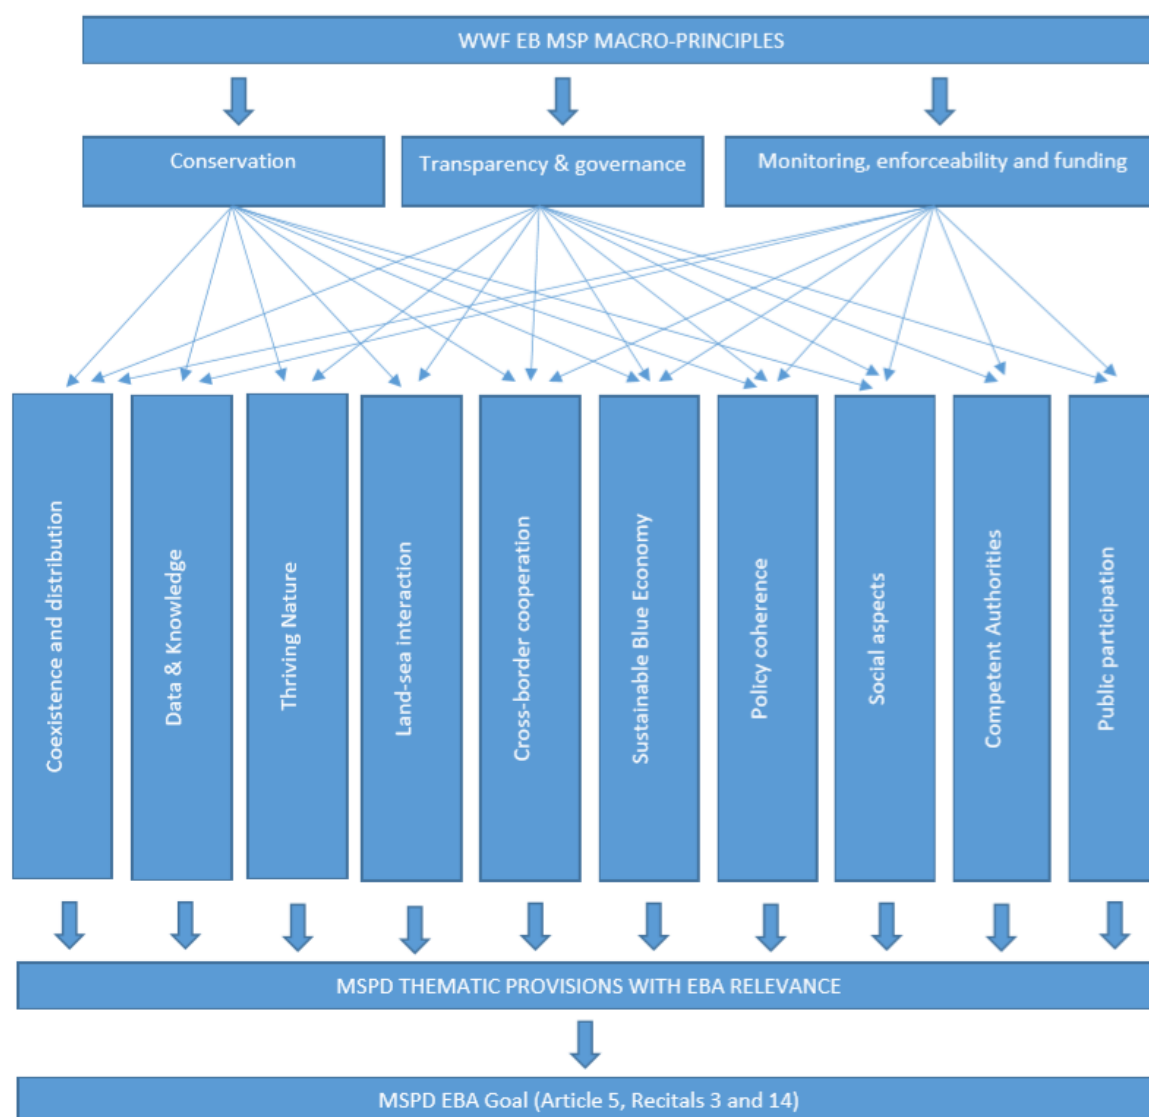 WWF EB MSP MACRO-PRINCIPLES
Conservation
Transparency & governance
Monitoring, enforceability and funding
Coexistence and distribution
Data & Knowledge
Thriving Nature
Land-sea interaction
Cross-border cooperation
Sustainable Blue Economy
Policy coherence
Social aspects
Competent Authorities
Public participation
MSPD THEMATIC PROVISIONS WITH EBA RELEVANCE
MSPD EBA Goal (Article 5, Recitals 3 and 14)